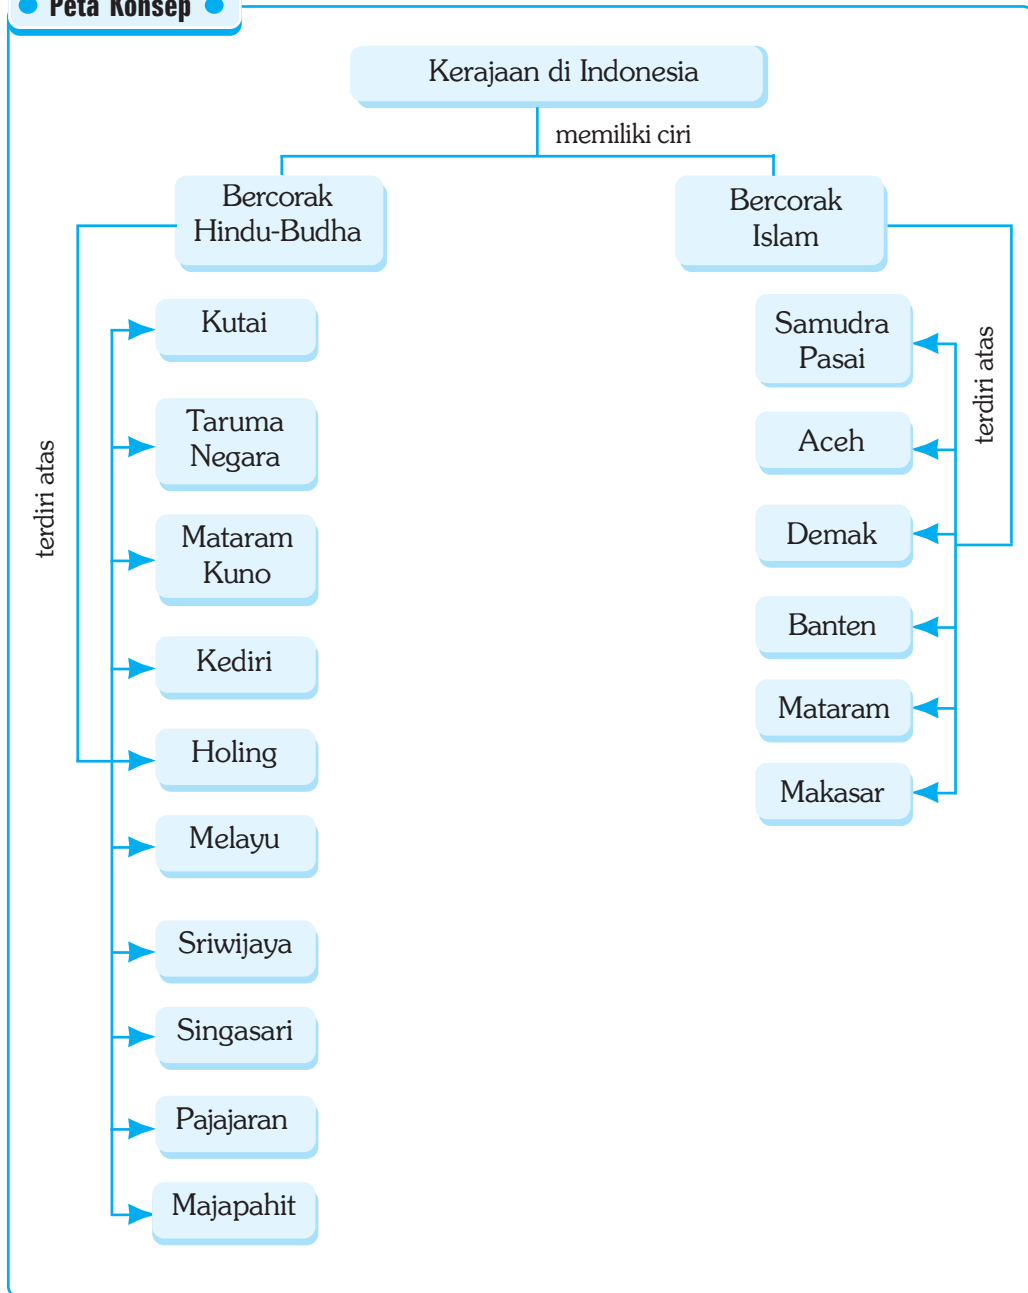 Peta Konsep
Kerajaan di Indonesia
memiliki ciri
Bercorak
Hindu-Budha
terdiri atas
Kutai
Taruma
Negara
Mataram
Kuno
Kediri
Holing
Melayu
Sriwijaya
Singasari
Pajajaran
Majapahit
Bercorak
Islam
terdiri atas
Samudra
Pasai
Aceh
Demak
Banten
Mataram
Makasar